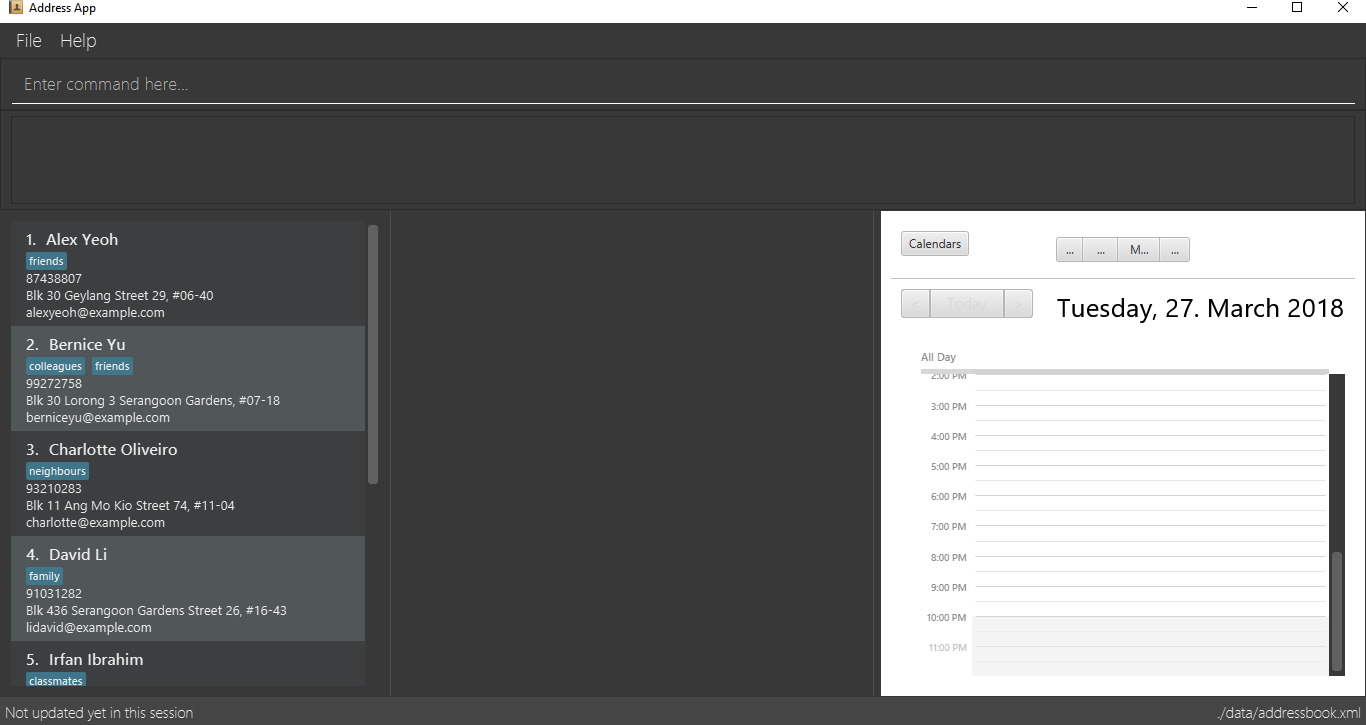 Address App
File Help
Enter command here...
1. Alex Yeoh
friends
87438807
Blk 30 Geylang Street 29, #06-40
alexyeoh@example.com
2. Bernice Yu
colleagues friends
99272758
Blk 30 Lorong 3 Serangoon Gardens, #07-18
berniceyu@example.com
3. Charlotte Oliveiro
neighbours
93210283
Blk 11 Ang Mo Kio Street 74, #11-04
charlotte@example.com
4. David Li
family
91031282
Blk 436 Serangoon Gardens Street 26, #16-43
lidavid@example.com
5. Irfan Ibrahim
classmates
Calendars ... ... M... ...
< Today > Tuesday, 27. March 2018
All Day
2:00 PM
3:00 PM
4:00 PM
5:00 PM
6:00 PM
7:00 PM
8:00 PM
9:00 PM
10:00 PM
11:00 PM
Not updated yet in this session
./data/addressbook.xml